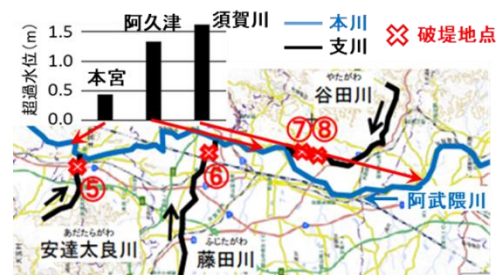 超過水位(m)
1.5
1.0
0.5
0.0
本宮
阿久津
須賀川
本川
支川
破堤地点
やたがわ
谷田川
⑦⑧
⑤
⑥
阿武隈川
あだたらがわ
安達太良川
ふじたがわ
藤田川